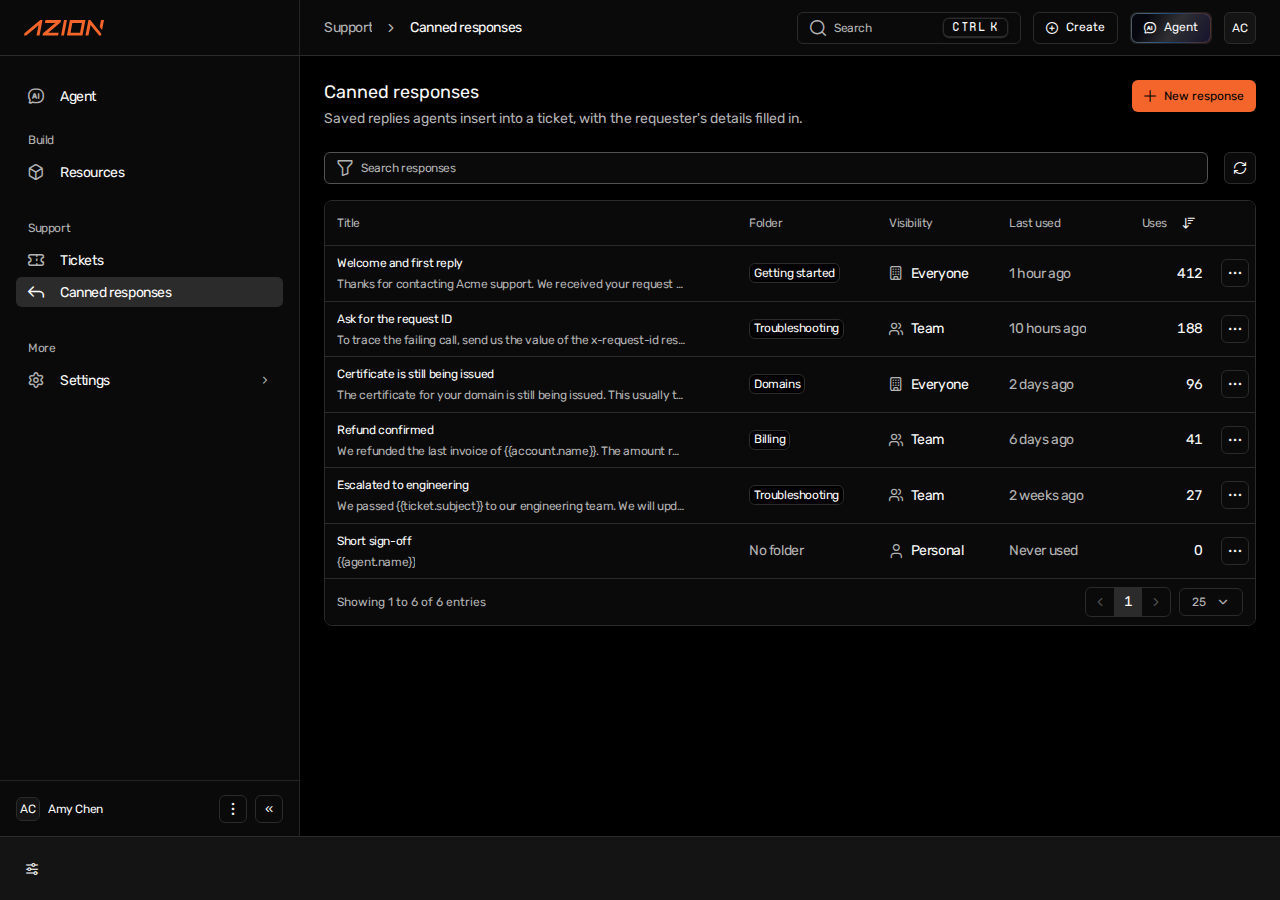 AZION
Support
Canned responses
Search
CTRL K
Create
Agent
AC
Agent
Build
Resources
Support
Tickets
Canned responses
More
Settings
Canned responses
Saved replies agents insert into a ticket, with the requester's details filled in.
New response
Search responses
Title Folder Visibility Last used Uses
Welcome and first reply
Thanks for contacting Acme support. We received your request ...
Getting started Everyone 1 hour ago 412
Ask for the request ID
To trace the failing call, send us the value of the x-request-id res...
Troubleshooting Team 10 hours ago 188
Certificate is still being issued
The certificate for your domain is still being issued. This usually t...
Domains Everyone 2 days ago 96
Refund confirmed
We refunded the last invoice of {{account.name}}. The amount r...
Billing Team 6 days ago 41
Escalated to engineering
We passed {{ticket.subject}} to our engineering team. We will upd...
Troubleshooting Team 2 weeks ago 27
Short sign-off
{{agent.name}}
No folder Personal Never used 0
Showing 1 to 6 of 6 entries
1
25
AC
Amy Chen